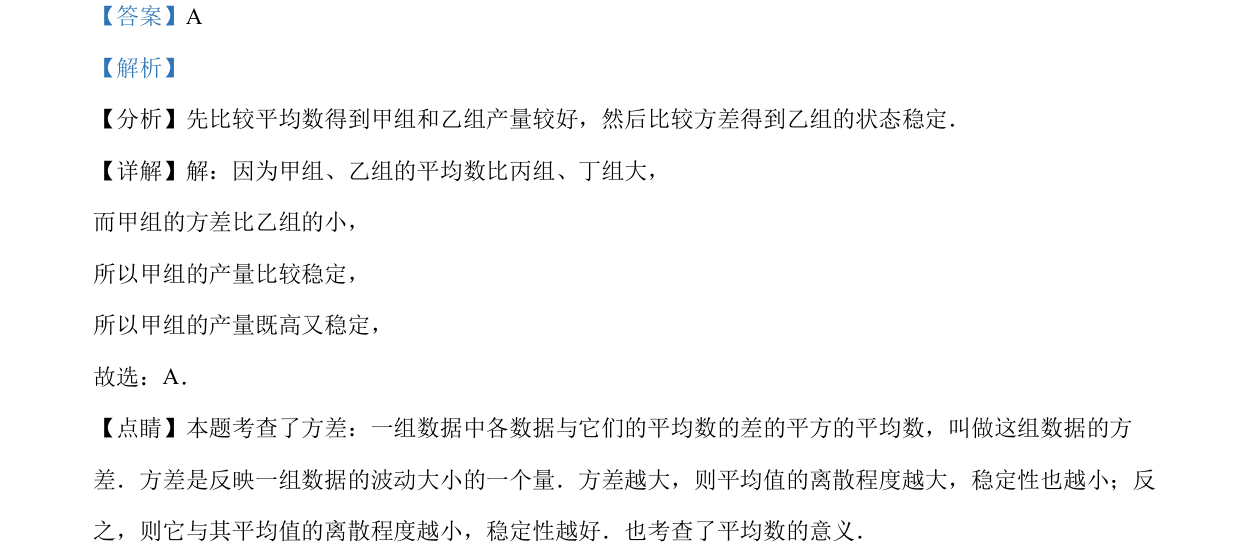 【答案】A
【解析】
【分析】先比较平均数得到甲组和乙组产量较好，然后比较方差得到乙组的状态稳定．
【详解】解：因为甲组、乙组的平均数比丙组、丁组大，
而甲组的方差比乙组的小，
所以甲组的产量比较稳定，
所以甲组的产量既高又稳定，
故选：A．
【点睛】本题考查了方差：一组数据中各数据与它们的平均数的差的平方的平均数，叫做这组数据的方
差．方差是反映一组数据的波动大小的一个量．方差越大，则平均值的离散程度越大，稳定性也越小；反
之，则它与其平均值的离散程度越小，稳定性越好．也考查了平均数的意义．